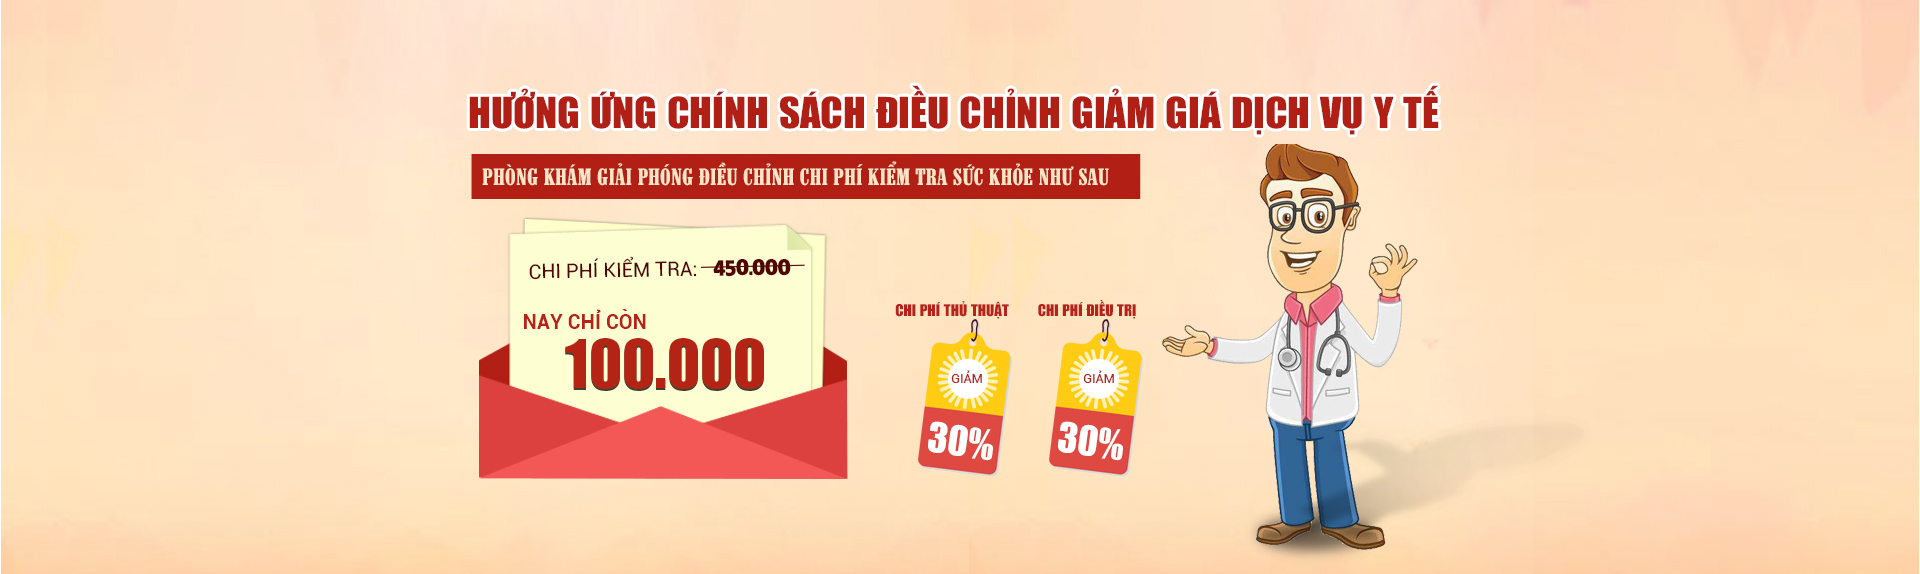 HƯỞNG ỨNG CHÍNH SÁCH ĐIỀU CHỈNH GIẢM GIÁ DỊCH VỤ Y TẾ
PHÒNG KHÁM GIẢI PHÓNG ĐIỀU CHỈNH CHI PHÍ KIỂM TRA SỨC KHỎE NHƯ SAU
CHI PHÍ KIỂM TRA: 450.000
NAY CHỈ CÒN
100.000
CHI PHÍ THỦ THUẬT
GIẢM
30%
CHI PHÍ ĐIỀU TRỊ
GIẢM
30%